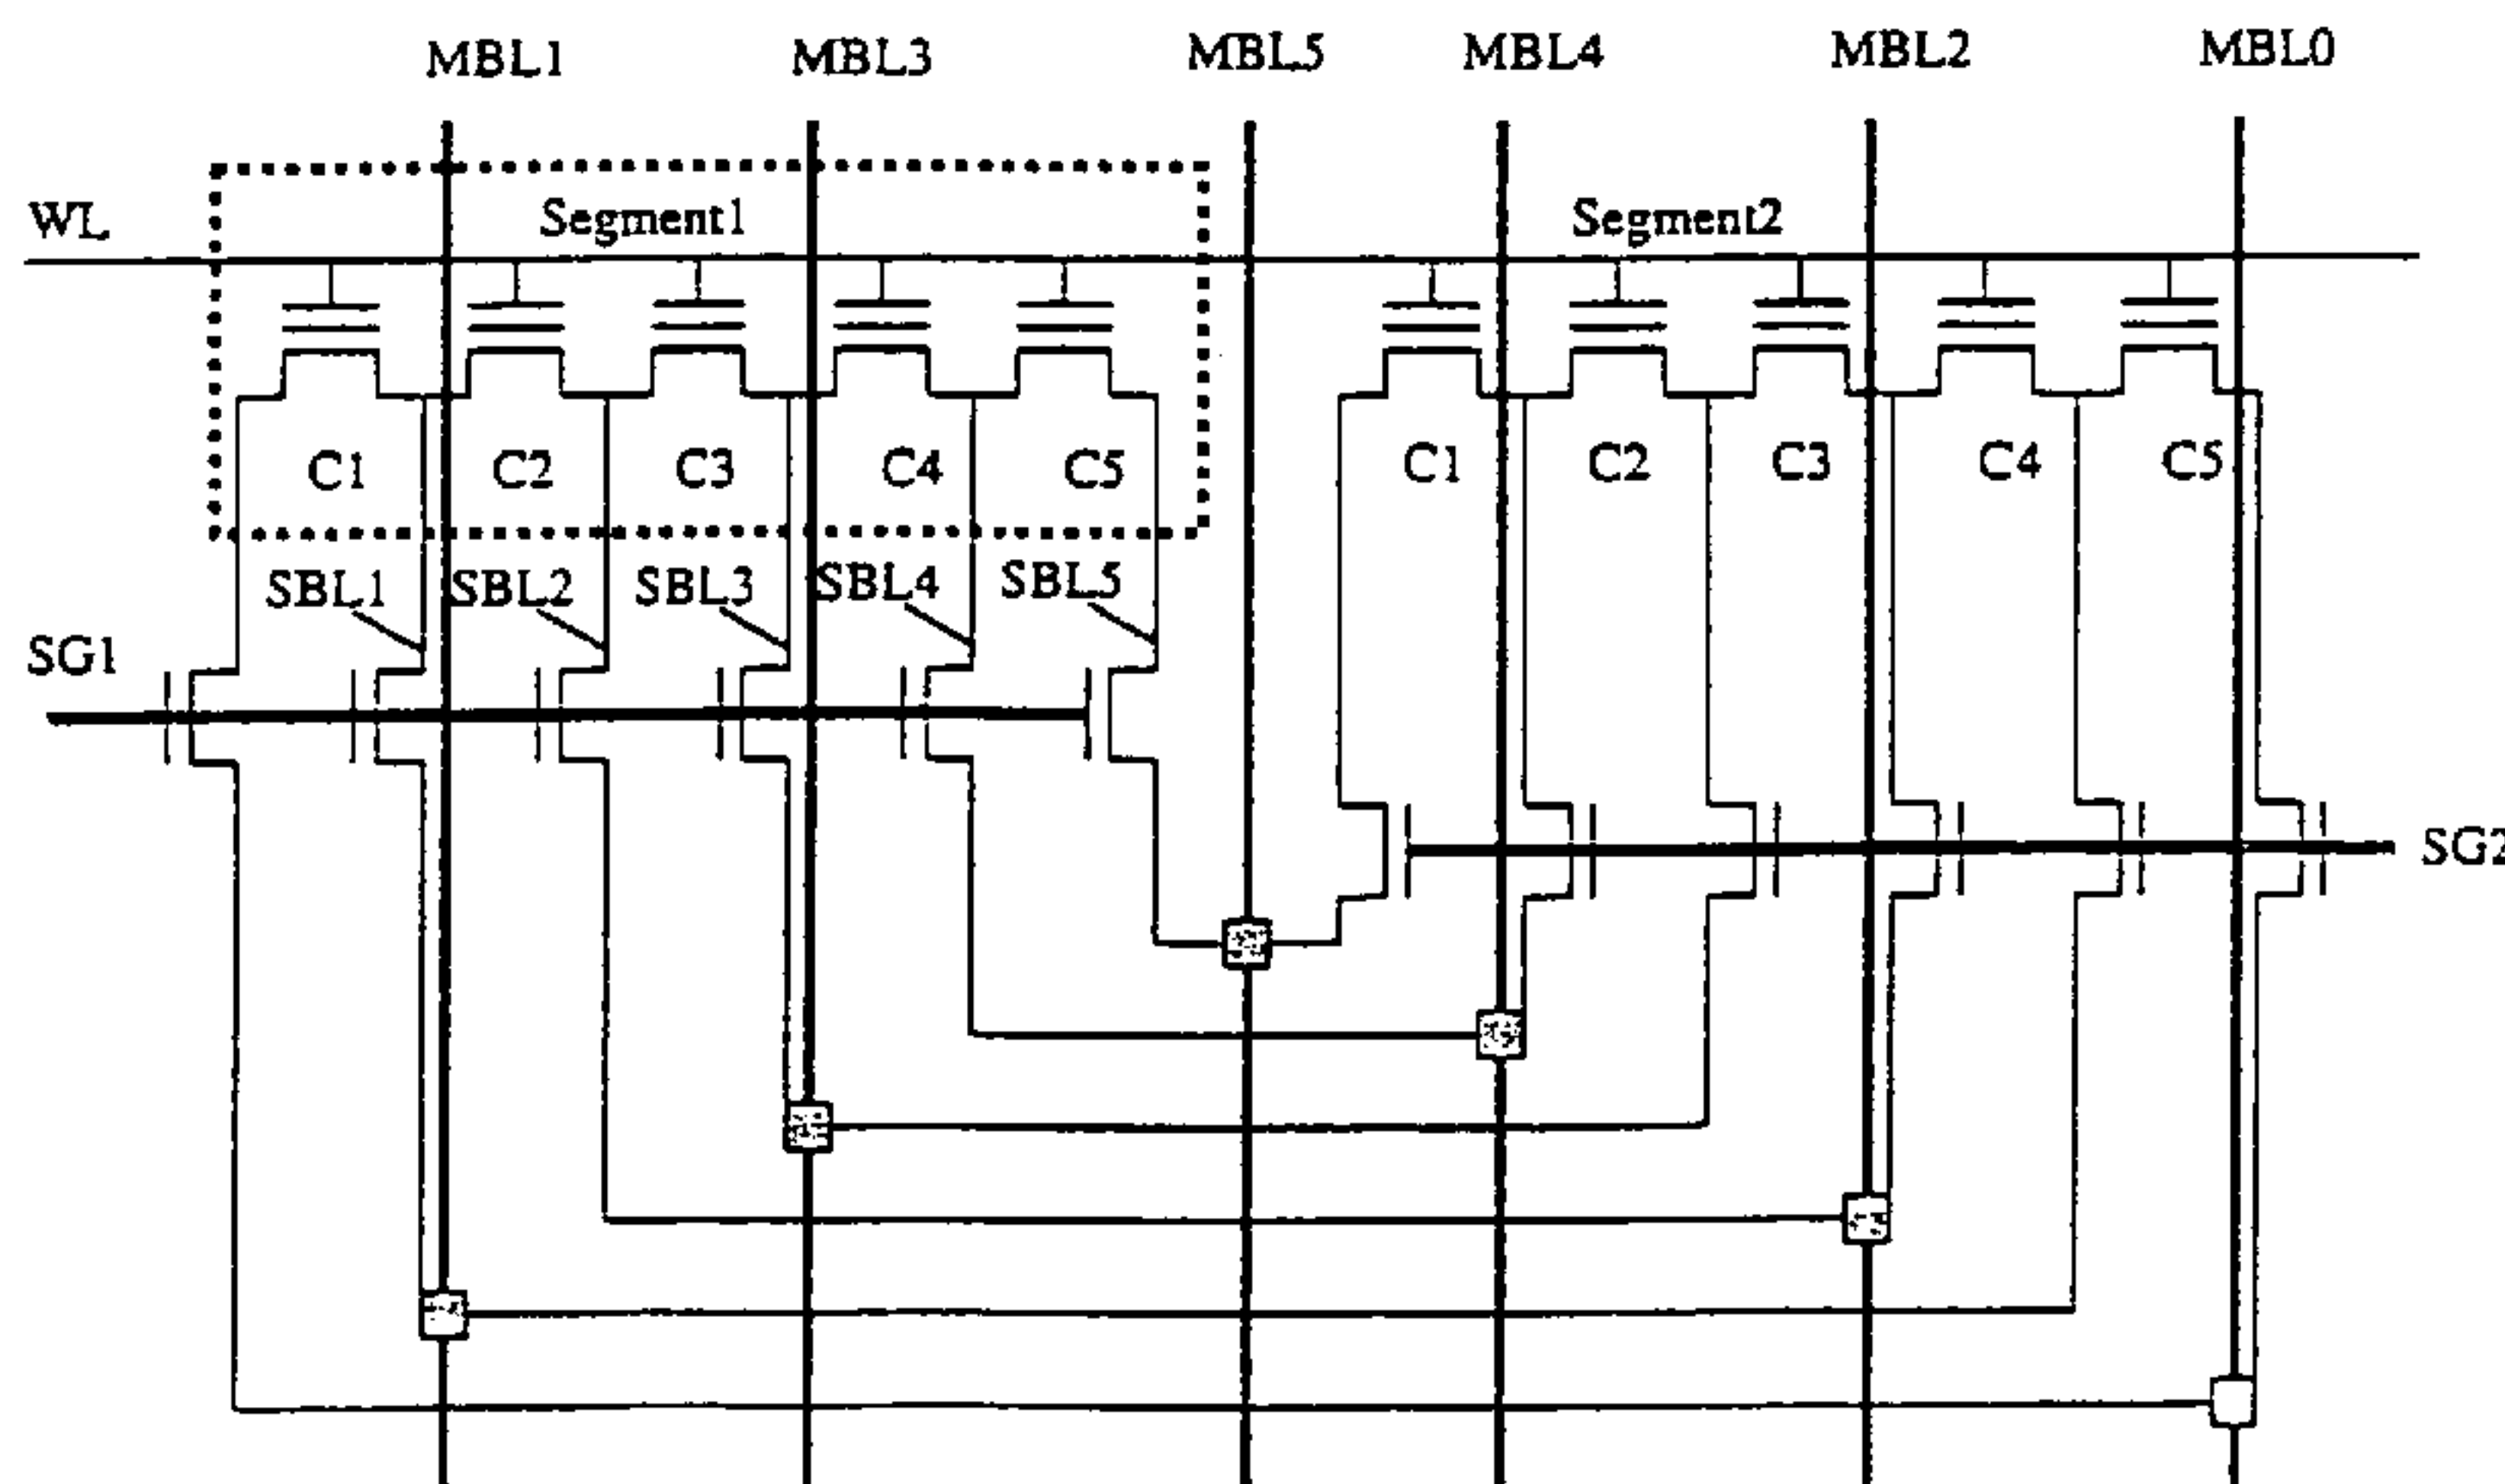 MBL1 MBL3 MBL5 MBL4 MBL2 MBL0
WL Segment1 Segment2
C1 C2 C3 C4 C5 C1 C2 C3 C4 C5
SBL1 SBL2 SBL3 SBL4 SBL5
SG1
SG2